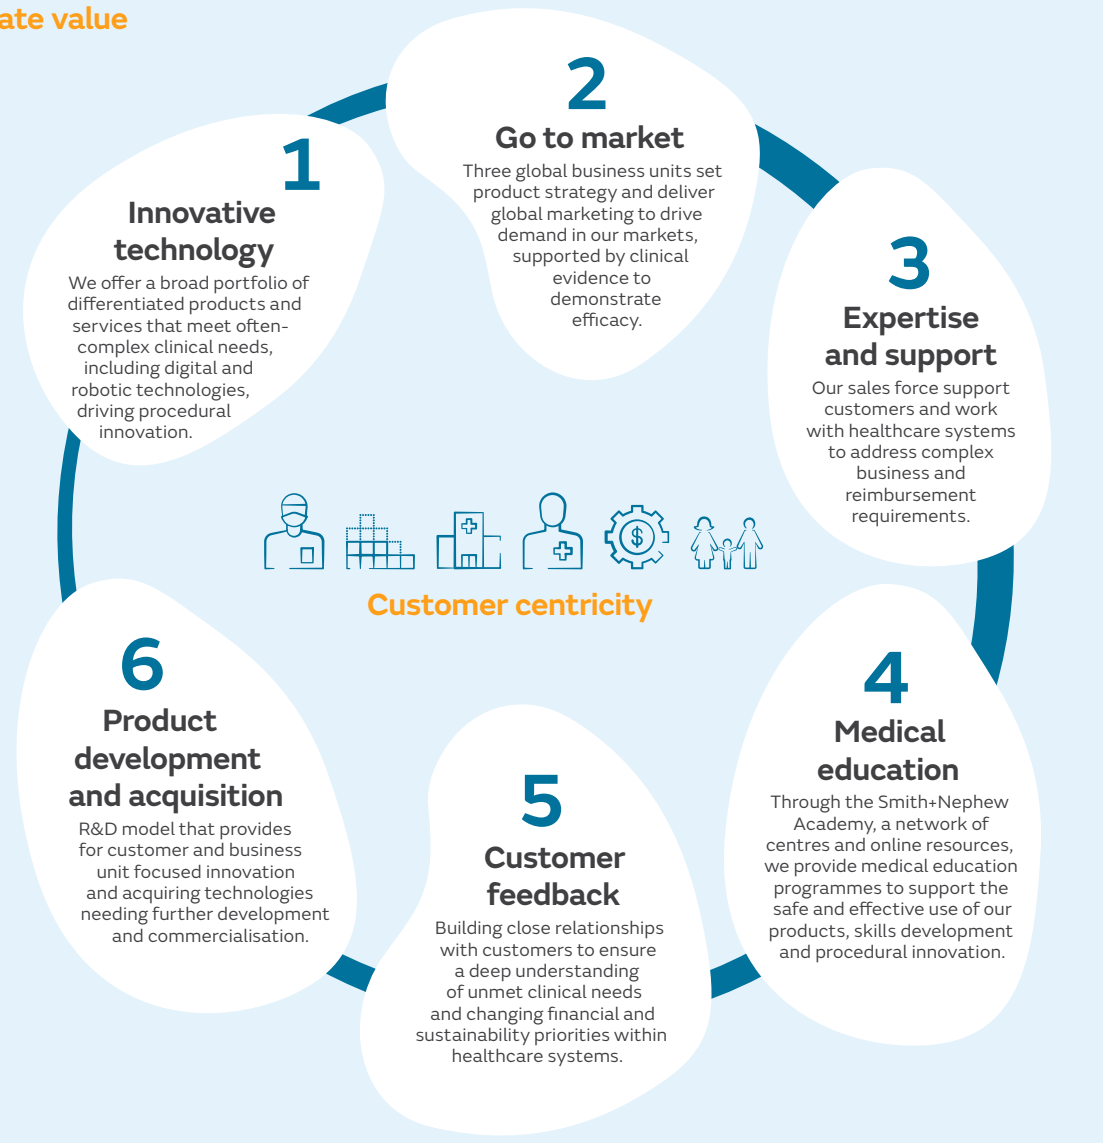 ate value
1
Innovative
technology
We offer a broad portfolio of
differentiated products and
services that meet often-
complex clinical needs,
including digital and
robotic technologies,
driving procedural
innovation.
2
Go to market
Three global business units set
product strategy and deliver
global marketing to drive
demand in our markets,
supported by clinical
evidence to
demonstrate
efficacy.
3
Expertise
and support
Our sales force support
customers and work
with healthcare systems
to address complex
business and
reimbursement
requirements.
$
Customer centricity
4
Medical
education
Through the Smith+Nephew
Academy, a network of
centres and online resources,
we provide medical education
programmes to support the
safe and effective use of our
products, skills development
and procedural innovation.
5
Customer
feedback
Building close relationships
with customers to ensure
a deep understanding
of unmet clinical needs
and changing financial and
sustainability priorities within
healthcare systems.
6
Product
development
and acquisition
R&D model that provides
for customer and business
unit focused innovation
and acquiring technologies
needing further development
and commercialisation.